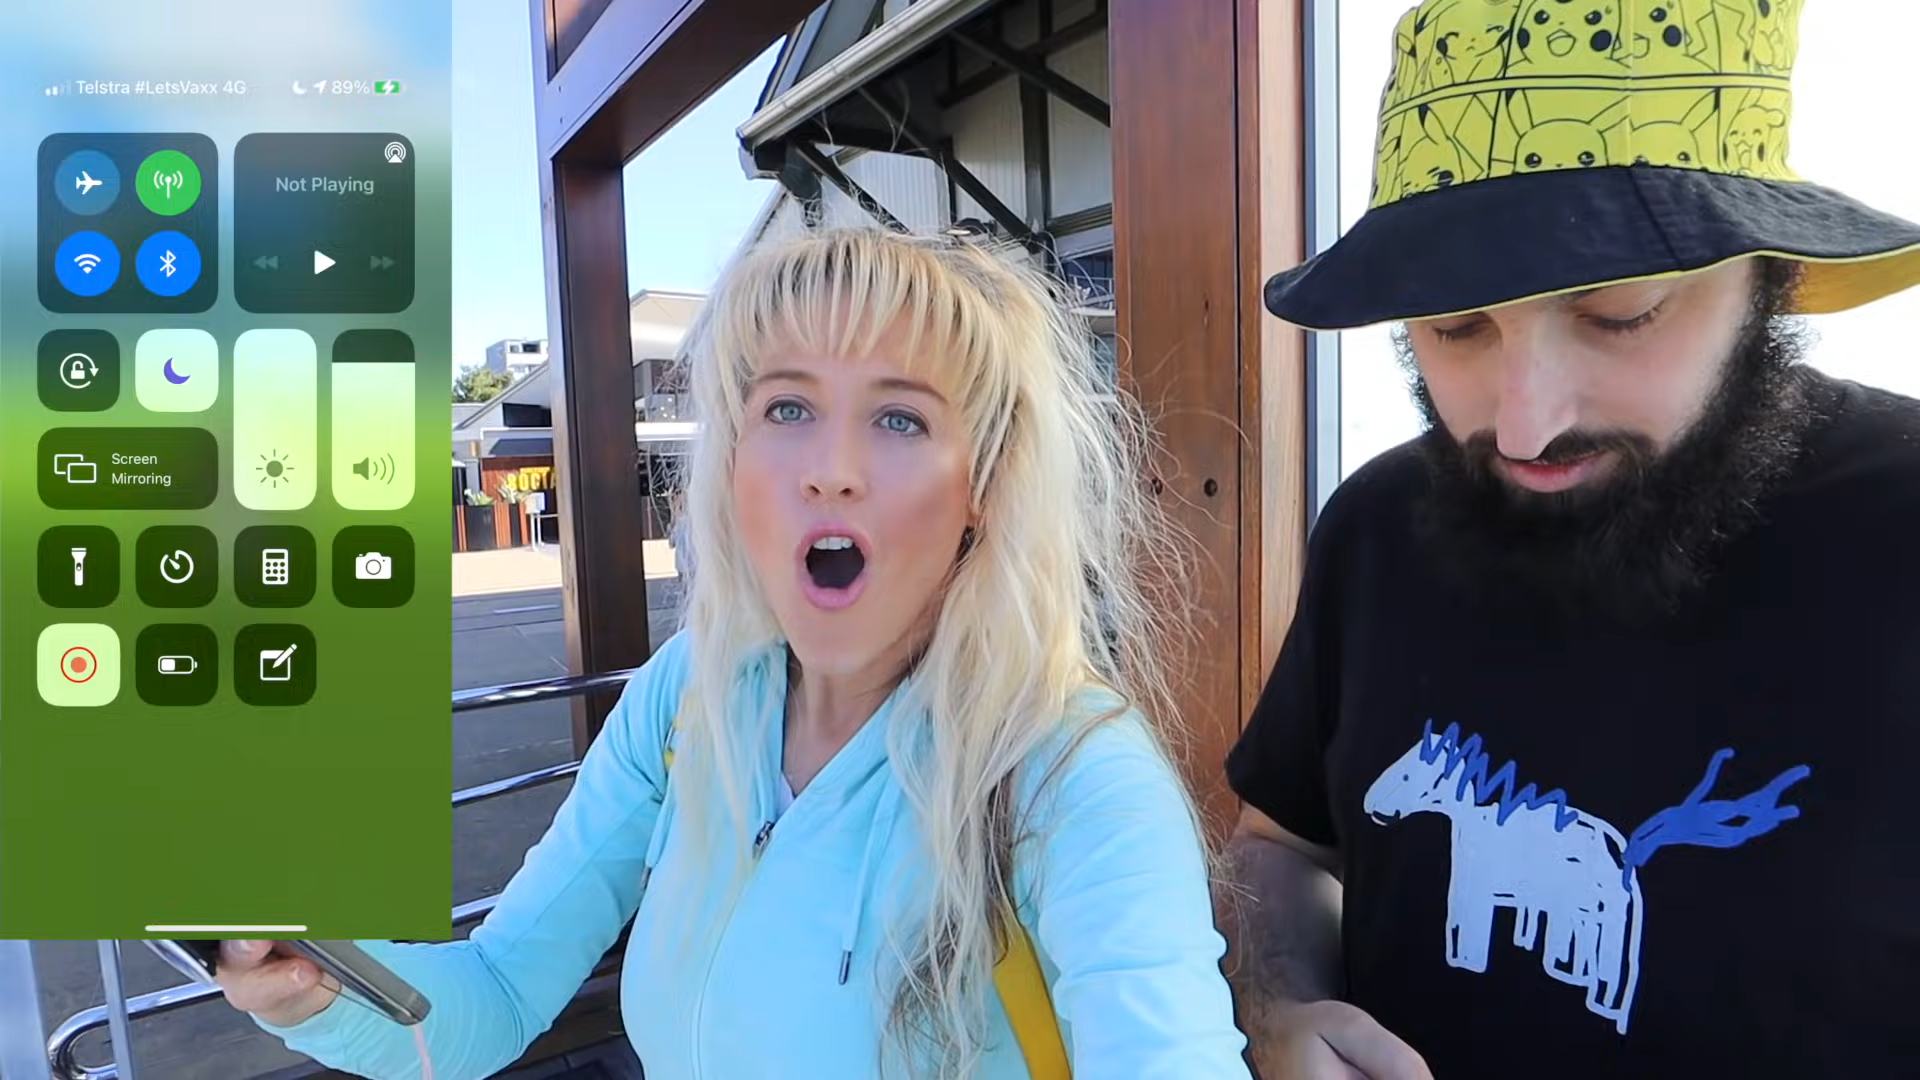 Telstra #LetsVaxx 4G
89%
Not Playing
Screen
Mirroring